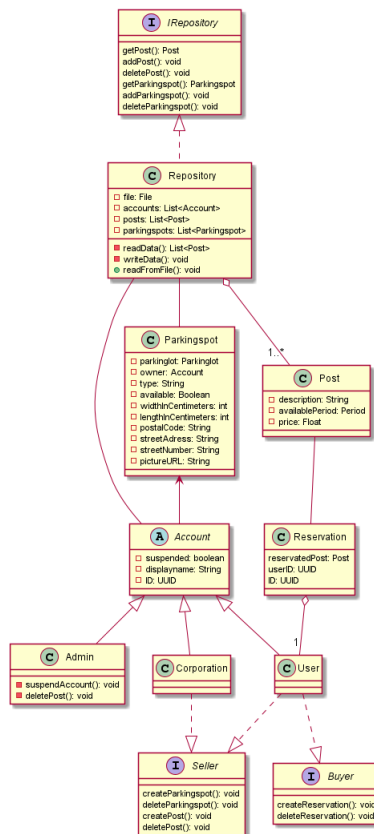 I IRepository
getPost(): Post
addPost(): void
deletePost(): void
getParkingspot(): Parkingspot
addParkingspot(): void
deleteParkingspot(): void
C Repository
file: File
accounts: List<Account>
posts: List<Post>
parkingspots: List<Parkingspot>
readData(): List<Post>
writeData(): void
readFromFile(): void
1..*
C Parkingspot
parkinglot: Parkinglot
owner: Account
type: String
available: Boolean
widthInCentimeters: int
lengthInCentimeters: int
postalCode: String
streetAdress: String
streetNumber: String
pictureURL: String
C Post
description: String
availablePeriod: Period
price: Float
A Account
suspended: boolean
displayname: String
ID: UUID
C Reservation
reservatedPost: Post
userID: UUID
ID: UUID
1
C Admin
suspendAccount(): void
deletePost(): void
C Corporation
C User
I Seller
createParkingspot(): void
deleteParkingspot(): void
createPost(): void
deletePost(): void
I Buyer
createReservation(): void
deleteReservation(): void